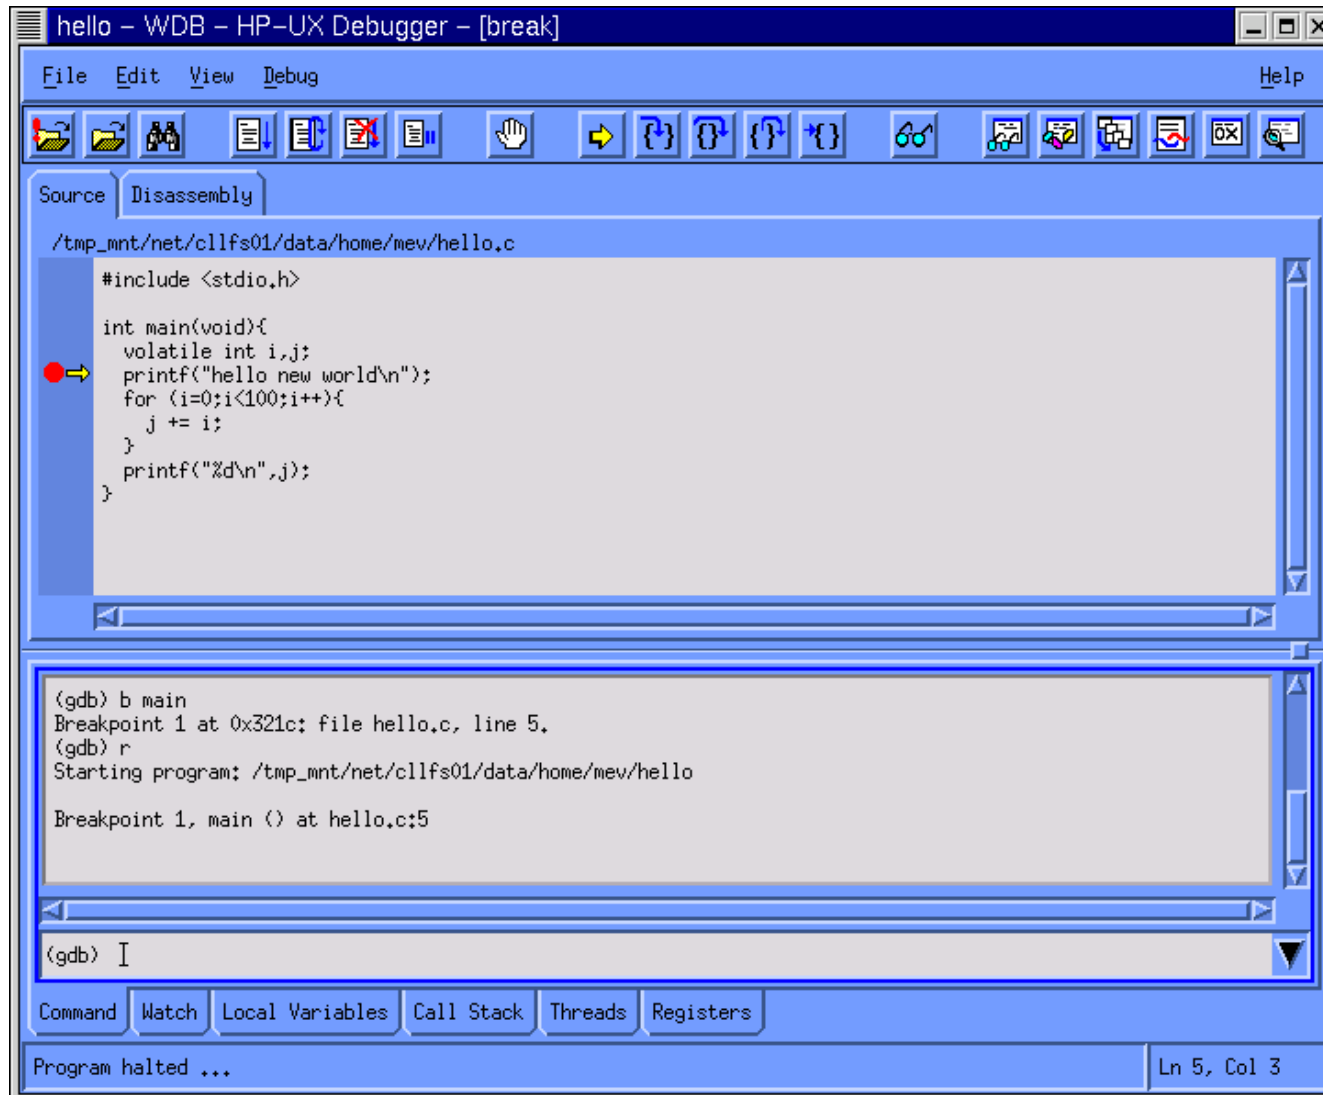 hello – WDB – HP-UX Debugger – [break]
File Edit View Debug Help
Source Disassembly
/tmp_mnt/net/cllfs01/data/home/mev/hello.c
#include <stdio.h>
int main(void){
volatile int i,j;
printf("hello new world\n");
for (i=0;i<100;i++){
j += i;
}
printf("%d\n",j);
}
(gdb) b main
Breakpoint 1 at 0x321c: file hello.c, line 5.
(gdb) r
Starting program: /tmp_mnt/net/cllfs01/data/home/mev/hello
Breakpoint 1, main () at hello.c:5
(gdb)
Command Watch Local Variables Call Stack Threads Registers
Program halted ... Ln 5, Col 3